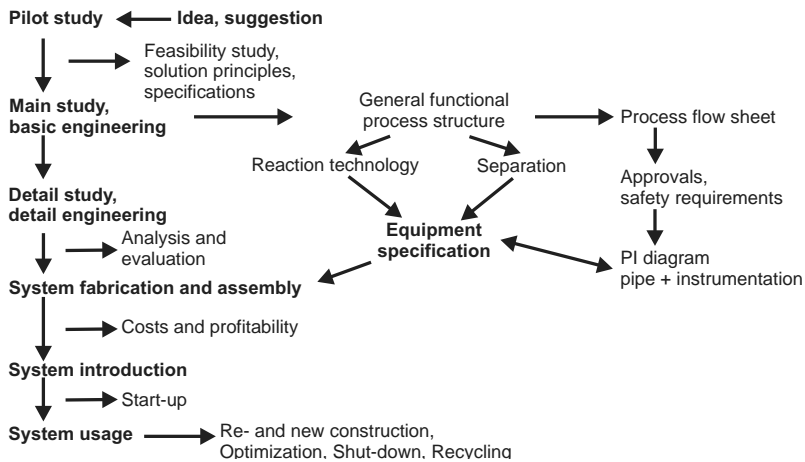 Pilot study
Idea, suggestion
Feasibility study,
solution principles,
specifications
Main study,
basic engineering
General functional
process structure
Process flow sheet
Reaction technology
Separation
Approvals,
safety requirements
Detail study,
detail engineering
Equipment
specification
Analysis and
evaluation
PI diagram
pipe + instrumentation
System fabrication and assembly
Costs and profitability
System introduction
Start-up
System usage
Re- and new construction,
Optimization, Shut-down, Recycling